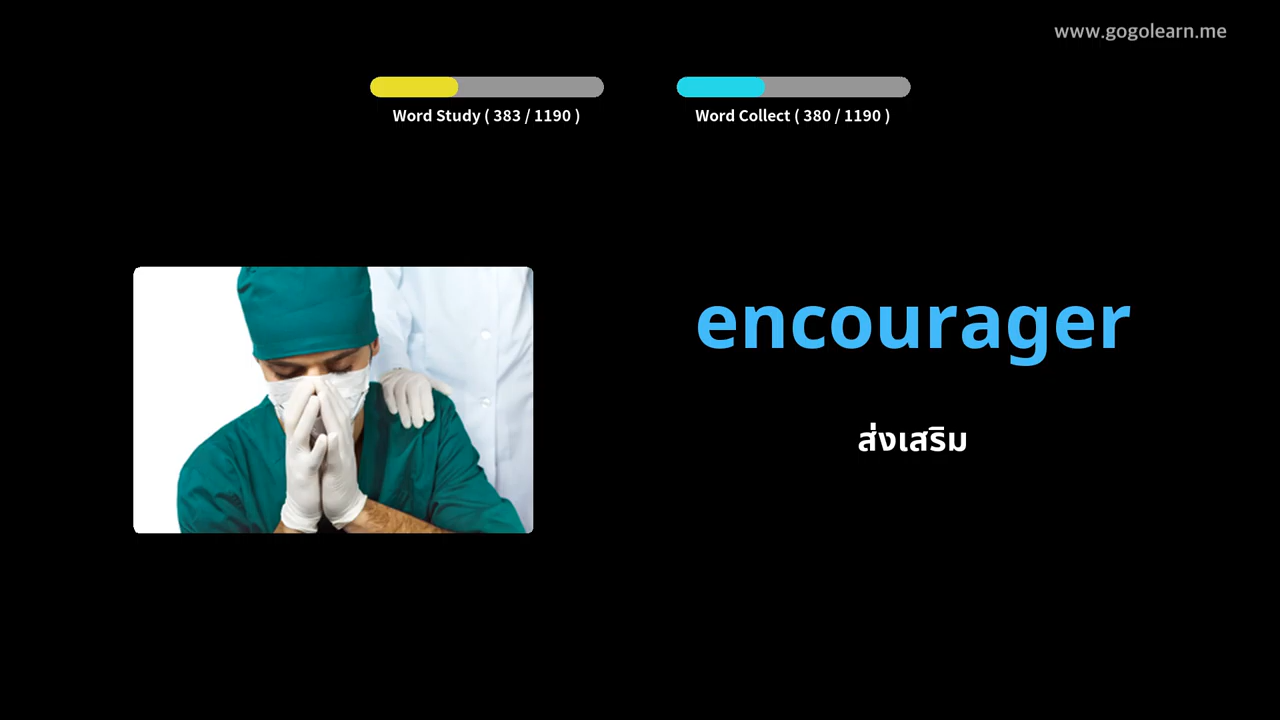 www.gogolearn.me
Word Study ( 383 / 1190 )
Word Collect ( 380 / 1190 )
encourager
ส่งเสริม